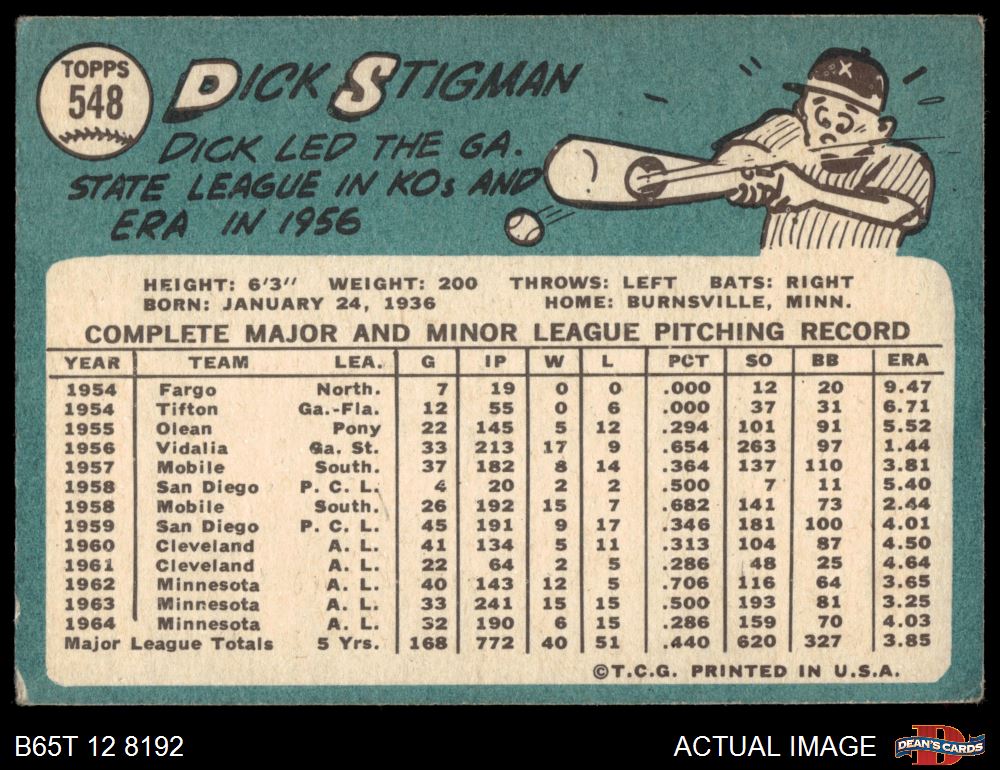 TOPPS
548
DICK STIGMAN
DICK LED THE GA.
STATE LEAGUE IN KOs AND
ERA IN 1956
HEIGHT: 6'3" WEIGHT: 200 THROWS: LEFT BATS: RIGHT
BORN: JANUARY 24, 1936 HOME: BURNSVILLE, MINN.
COMPLETE MAJOR AND MINOR LEAGUE PITCHING RECORD
YEAR TEAM LEA. G IP W L PCT SO BB ERA
1954 Fargo North. 7 19 0 0 .000 12 20 9.47
1954 Tifton Ga.-Fla. 12 55 0 6 .000 37 31 6.71
1955 Olean Pony 22 145 5 12 .294 101 91 5.52
1956 Vidalia Ga. St. 33 213 17 9 .654 263 97 1.44
1957 Mobile South. 37 182 8 14 .364 137 110 3.81
1958 San Diego P. C. L. 4 20 2 2 .500 7 11 5.40
1958 Mobile South. 26 192 15 7 .682 141 73 2.44
1959 San Diego P. C. L. 45 191 9 17 .346 181 100 4.01
1960 Cleveland A. L. 41 134 5 11 .313 104 87 4.50
1961 Cleveland A. L. 22 64 2 5 .286 48 25 4.64
1962 Minnesota A. L. 40 143 12 5 .706 116 64 3.65
1963 Minnesota A. L. 33 241 15 15 .500 193 81 3.25
1964 Minnesota A. L. 32 190 6 15 .286 159 70 4.03
Major League Totals 5 Yrs. 168 772 40 51 .440 620 327 3.85
©T.C.G. PRINTED IN U.S.A.
B65T 12 8192 ACTUAL IMAGE DEAN'S CARDS